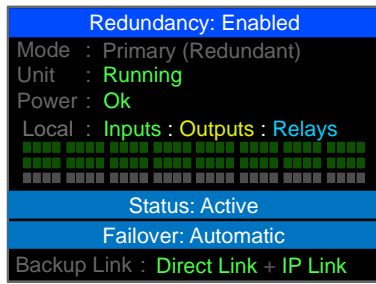 Redundancy: Enabled
Mode : Primary (Redundant)
Unit : Running
Power : Ok
Local : Inputs : Outputs : Relays
Status: Active
Failover: Automatic
Backup Link : Direct Link + IP Link